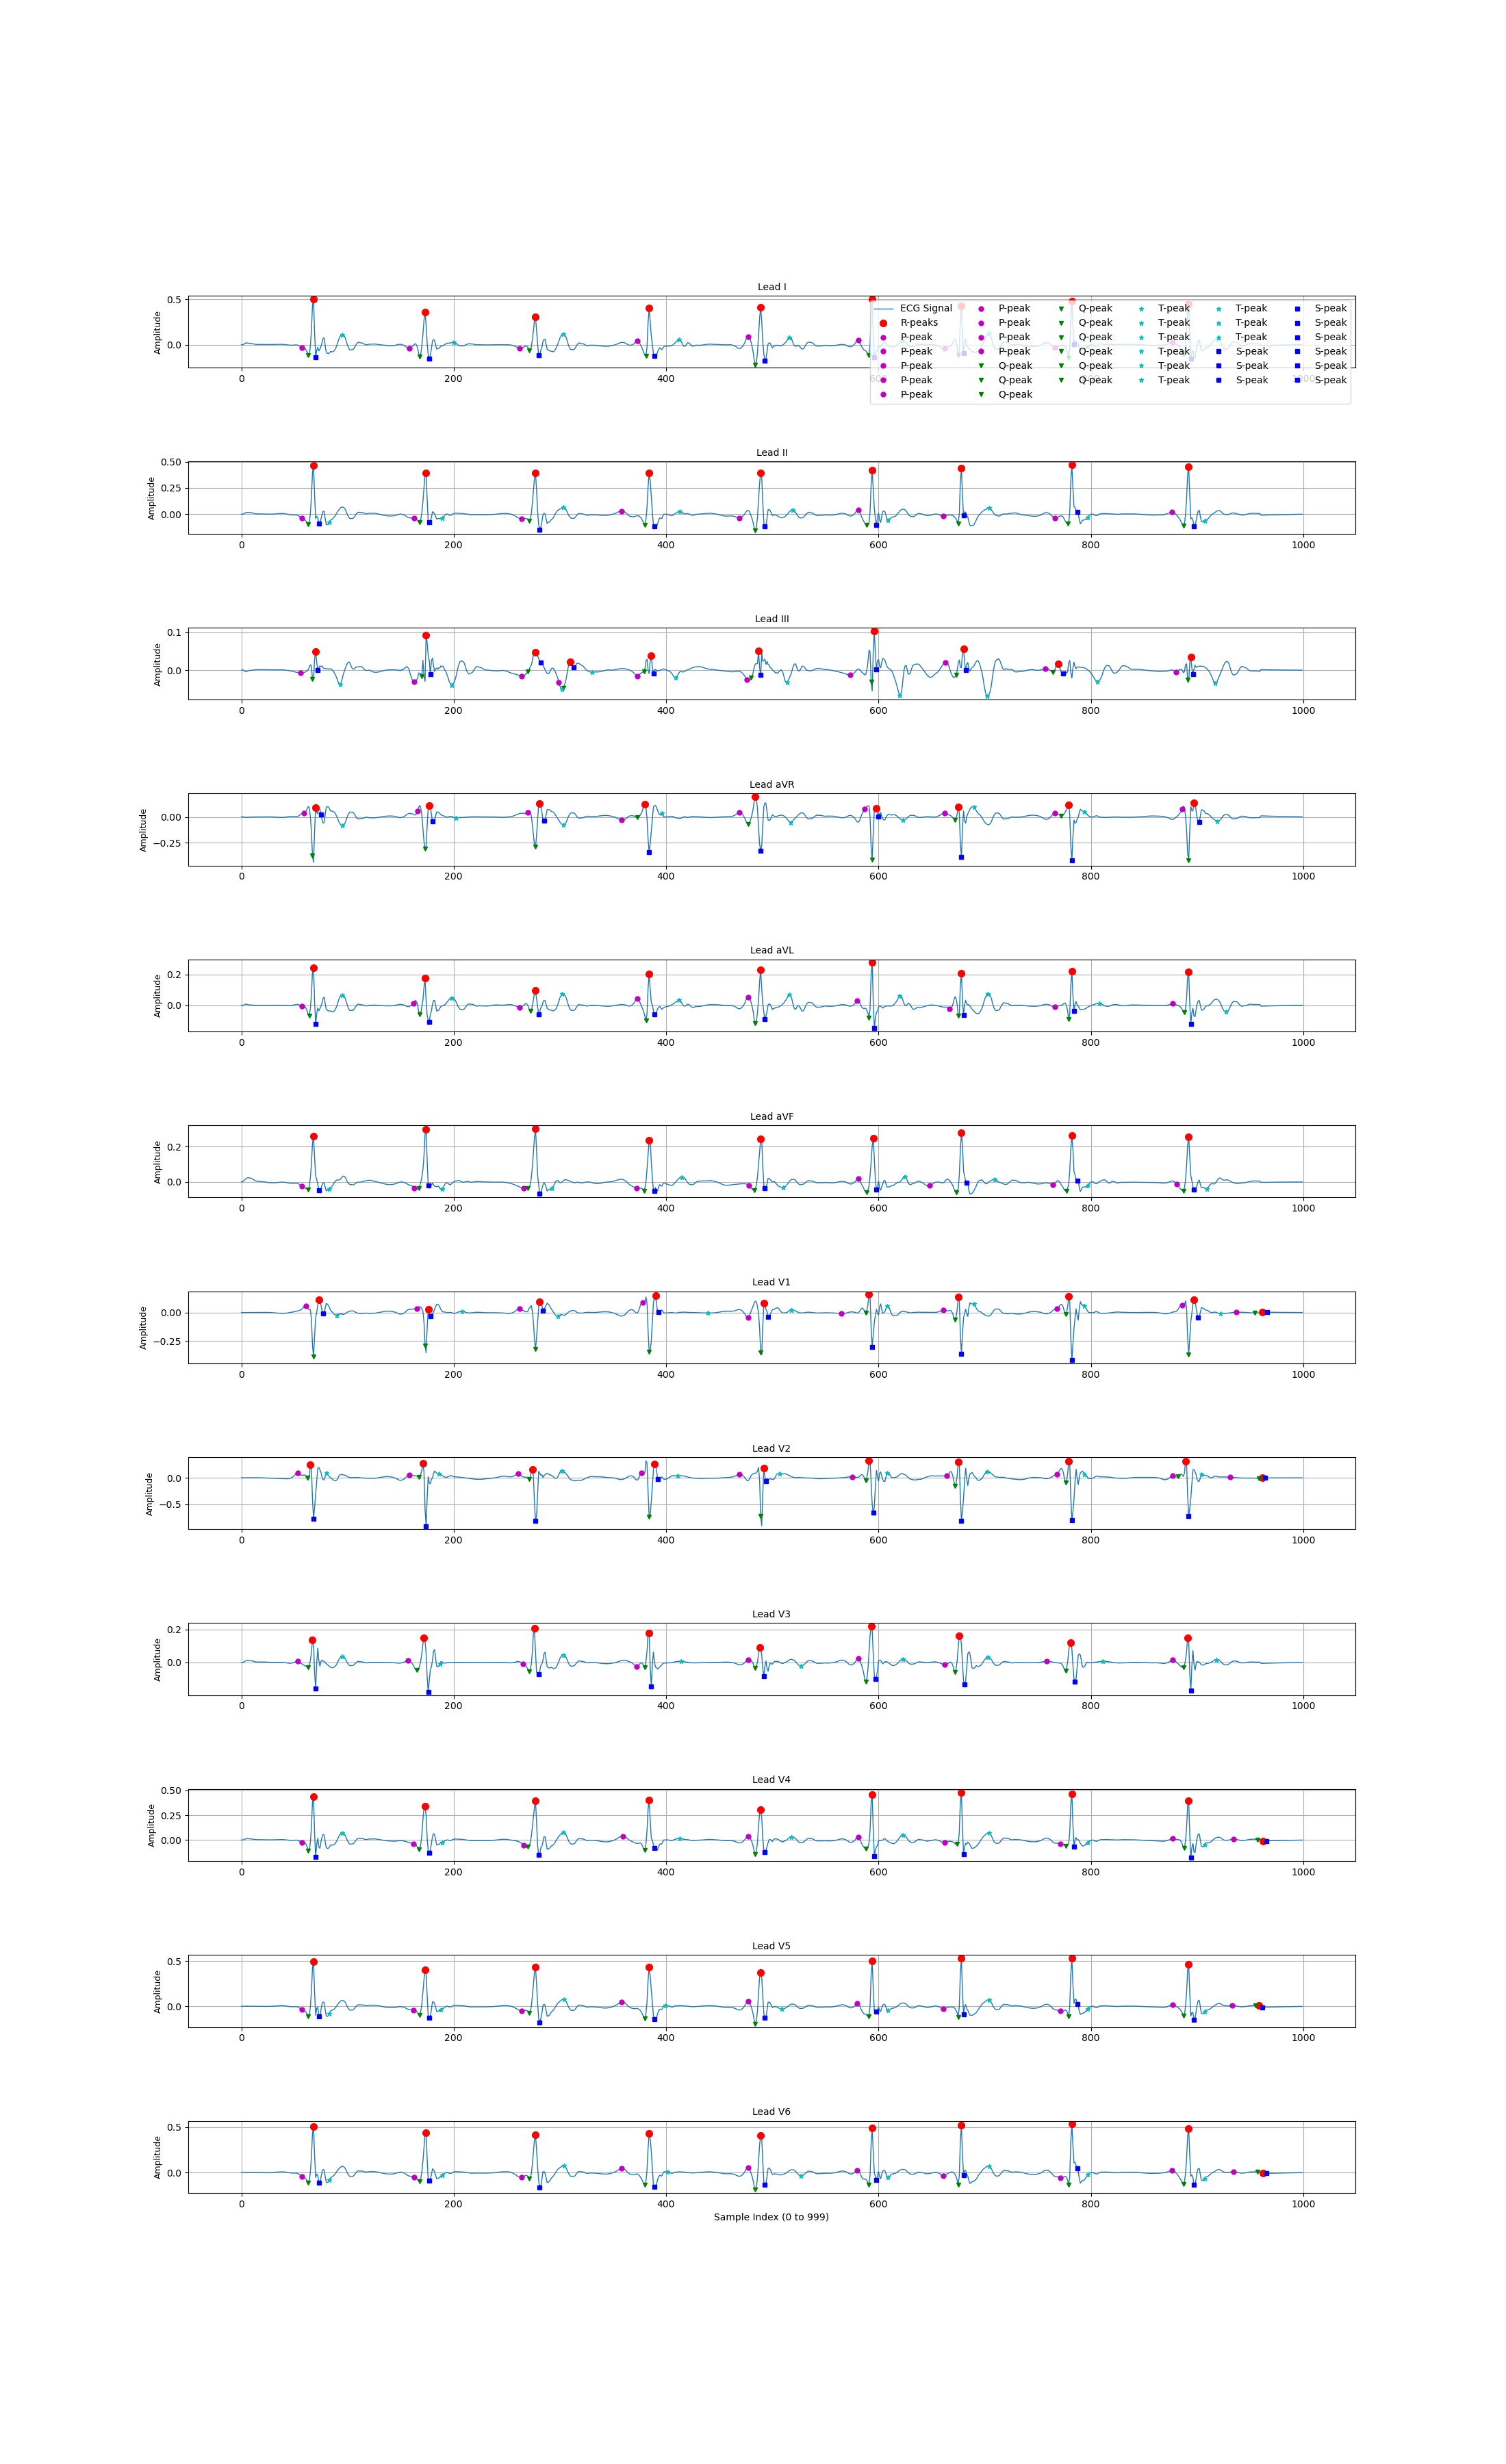 Lead I
Amplitude
0.5
0.0
0 200 400 600 800 1000
ECG Signal P-peak Q-peak T-peak T-peak S-peak
R-peaks P-peak Q-peak T-peak T-peak S-peak
P-peak P-peak Q-peak T-peak T-peak S-peak
P-peak P-peak Q-peak T-peak S-peak S-peak
P-peak Q-peak Q-peak T-peak S-peak S-peak
P-peak Q-peak Q-peak T-peak S-peak S-peak
P-peak Q-peak
Lead II
Amplitude
0.50
0.25
0.00
0 200 400 600 800 1000
Lead III
Amplitude
0.1
0.0
0 200 400 600 800 1000
Lead aVR
Amplitude
0.00
−0.25
0 200 400 600 800 1000
Lead aVL
Amplitude
0.2
0.0
0 200 400 600 800 1000
Lead aVF
Amplitude
0.2
0.0
0 200 400 600 800 1000
Lead V1
Amplitude
0.00
−0.25
0 200 400 600 800 1000
Lead V2
Amplitude
0.0
−0.5
0 200 400 600 800 1000
Lead V3
Amplitude
0.2
0.0
0 200 400 600 800 1000
Lead V4
Amplitude
0.50
0.25
0.00
0 200 400 600 800 1000
Lead V5
Amplitude
0.5
0.0
0 200 400 600 800 1000
Lead V6
Amplitude
0.5
0.0
0 200 400 600 800 1000
Sample Index (0 to 999)